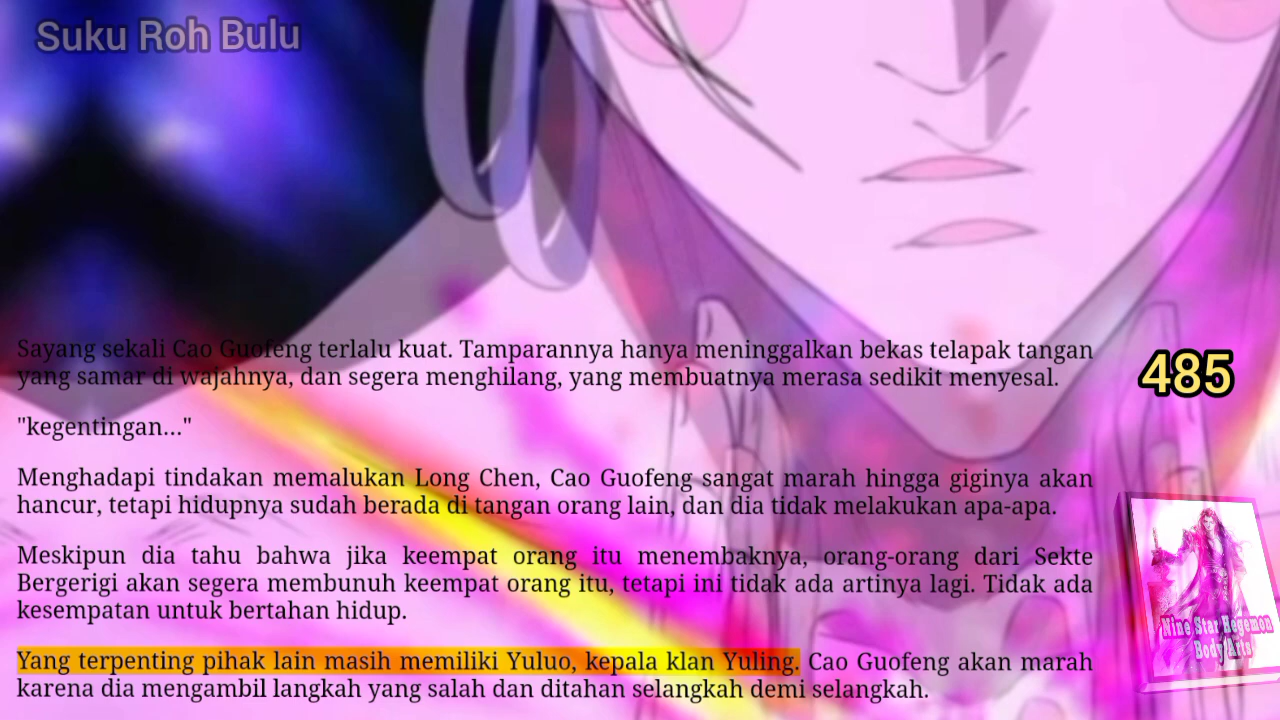 Suku Roh Bulu
Sayang sekali Cao Guofeng terlalu kuat. Tamparannya hanya meninggalkan bekas telapak tangan
yang samar di wajahnya, dan segera menghilang, yang membuatnya merasa sedikit menyesal.
"kegentingan..."
Menghadapi tindakan memalukan Long Chen, Cao Guofeng sangat marah hingga giginya akan
hancur, tetapi hidupnya sudah berada di tangan orang lain, dan dia tidak melakukan apa-apa.
Meskipun dia tahu bahwa jika keempat orang itu menembaknya, orang-orang dari Sekte
Bergerigi akan segera membunuh keempat orang itu, tetapi ini tidak ada artinya lagi. Tidak ada
kesempatan untuk bertahan hidup.
Yang terpenting pihak lain masih memiliki Yuluo, kepala klan Yuling. Cao Guofeng akan marah
karena dia mengambil langkah yang salah dan ditahan selangkah demi selangkah.
485
Nine Star Hegemon
Body Arts